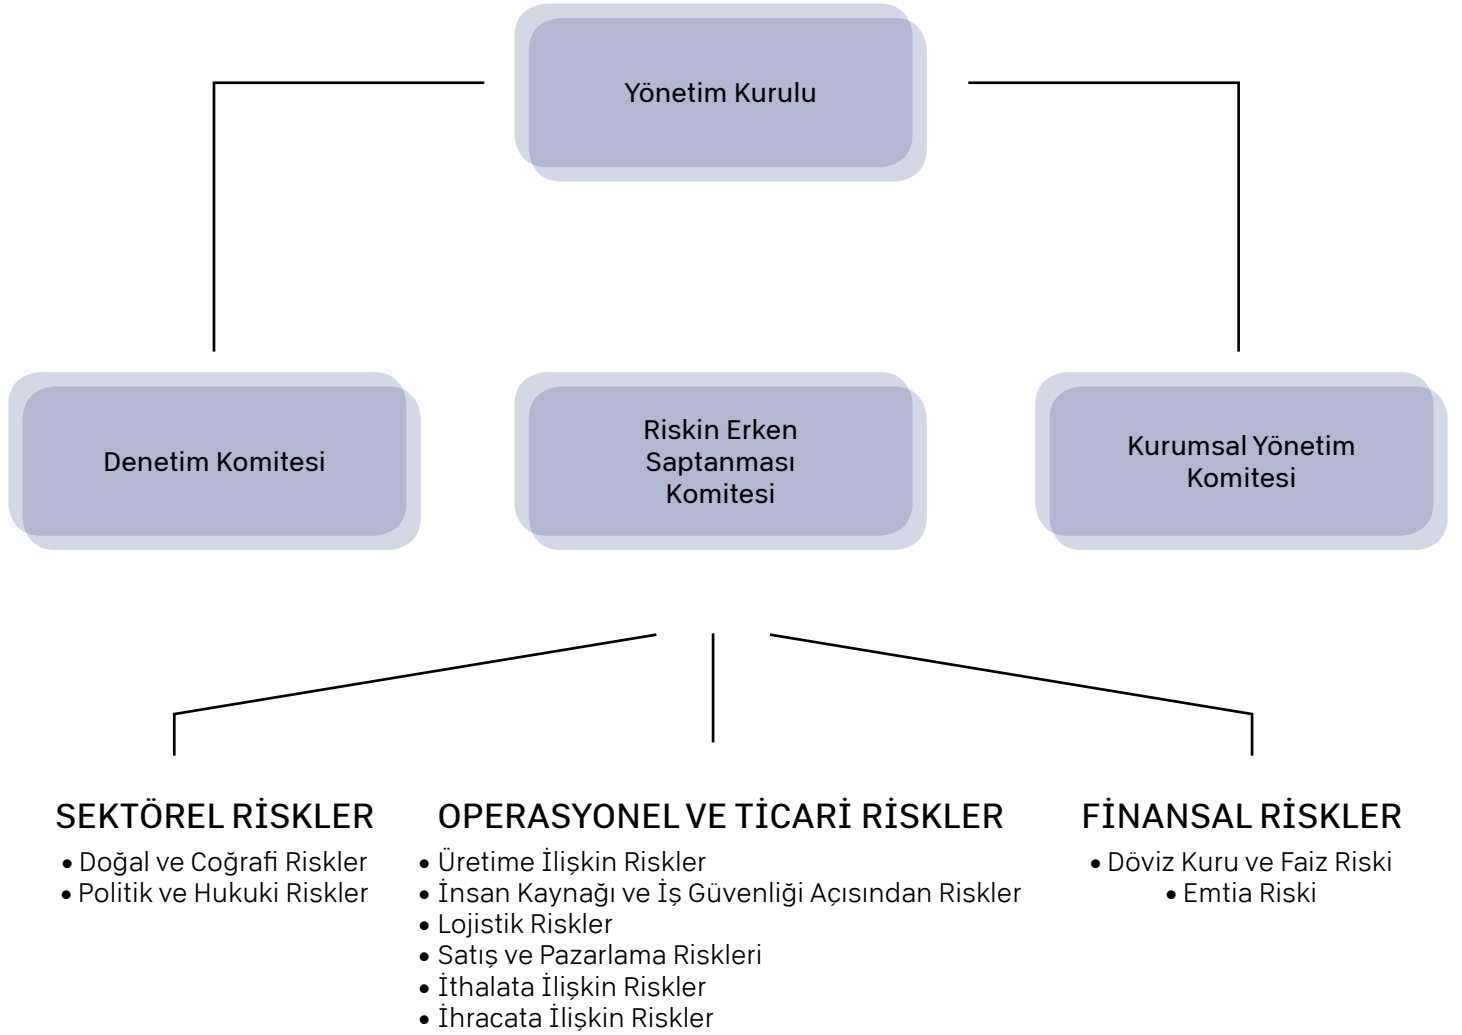 Yönetim Kurulu
Denetim Komitesi
Riskin Erken
Saptanması
Komitesi
Kurumsal Yönetim
Komitesi
SEKTÖREL RİSKLER
• Doğal ve Coğrafi Riskler
• Politik ve Hukuki Riskler
OPERASYONEL VE TİCARİ RİSKLER
• Üretime İlişkin Riskler
• İnsan Kaynağı ve İş Güvenliği Açısından Riskler
• Lojistik Riskler
• Satış ve Pazarlama Riskleri
• İthalata İlişkin Riskler
• İhracata İlişkin Riskler
FİNANSAL RİSKLER
• Döviz Kuru ve Faiz Riski
• Emtia Riski